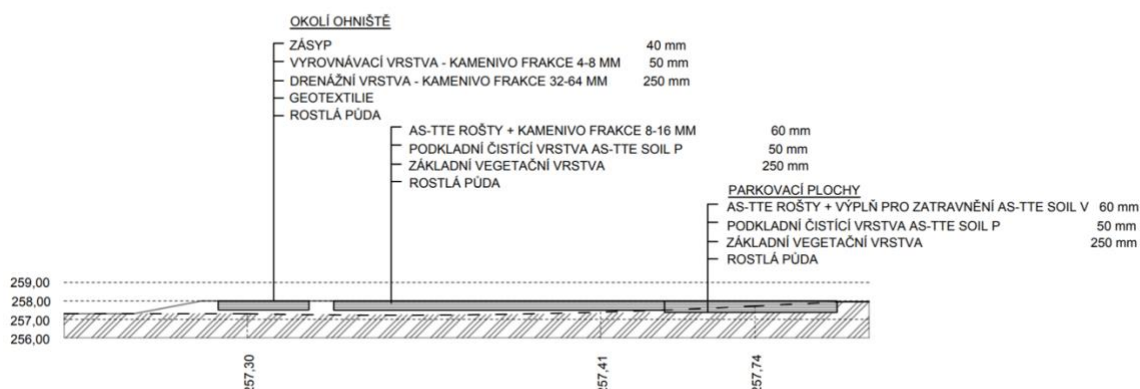 OKOLÍ OHNIŠTĚ
ZÁSYP 40 mm
VYROVNÁVACÍ VRSTVA - KAMENIVO FRAKCE 4-8 MM 50 mm
DRENÁŽNÍ VRSTVA - KAMENIVO FRAKCE 32-64 MM 250 mm
GEOTEXTILIE
ROSTLÁ PŮDA
AS-TTE ROŠTY + KAMENIVO FRAKCE 8-16 MM 60 mm
PODKLADNÍ ČISTÍCÍ VRSTVA AS-TTE SOIL P 50 mm
ZÁKLADNÍ VEGETAČNÍ VRSTVA 250 mm
ROSTLÁ PŮDA
PARKOVACÍ PLOCHY
AS-TTE ROŠTY + VÝPLŇ PRO ZATRAVNĚNÍ AS-TTE SOIL V 60 mm
PODKLADNÍ ČISTÍCÍ VRSTVA AS-TTE SOIL P 50 mm
ZÁKLADNÍ VEGETAČNÍ VRSTVA 250 mm
ROSTLÁ PŮDA
259,00
258,00
257,00
256,00
257,30
257,41
257,74